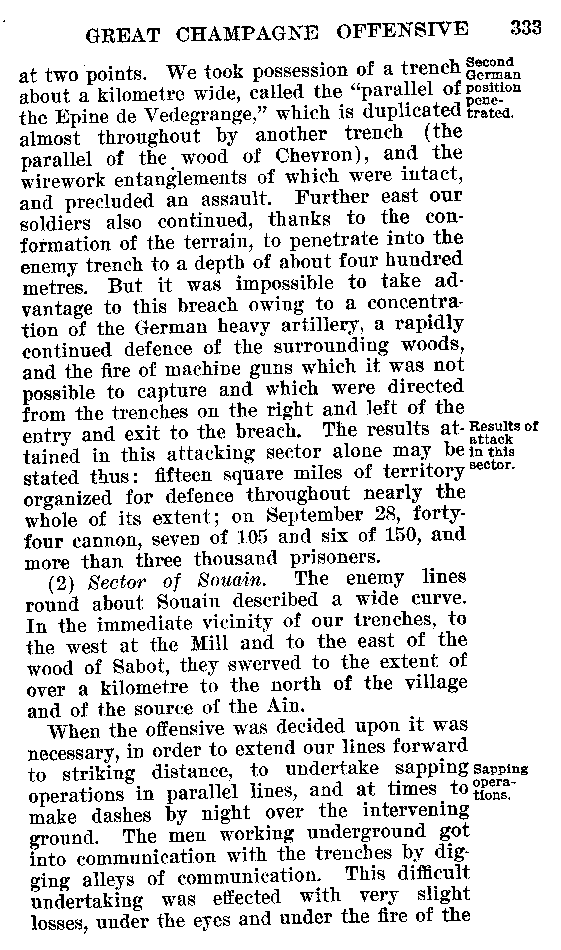 GREAT CHAMPAGNE OFFENSIVE 333
at two points. We took possession of a trench
about a kilometre wide, called the "parallel of
the Epine de Vedegrange," which is duplicated
almost throughout by another trench (the
parallel of the wood of Chevron), and the
wirework entanglements of which were intact,
and precluded an assault. Further east our
soldiers also continued, thanks to the con-
formation of the terrain, to penetrate into the
enemy trench to a depth of about four hundred
metres. But it was impossible to take ad-
vantage to this breach owing to a concentra-
tion of the German heavy artillery, a rapidly
continued defence of the surrounding woods,
and the fire of machine guns which it was not
possible to capture and which were directed
from the trenches on the right and left of the
entry and exit to the breach. The results at-
tained in this attacking sector alone may be
stated thus: fifteen square miles of territory
organized for defence throughout nearly the
whole of its extent; on September 28, forty-
four cannon, seven of 105 and six of 150, and
more than three thousand prisoners.
(2) Sector of Souain. The enemy lines
round about Souain described a wide curve.
In the immediate vicinity of our trenches, to
the west at the Mill and to the east of the
wood of Sabot, they swerved to the extent of
over a kilometre to the north of the village
and of the source of the Ain.
When the offensive was decided upon it was
necessary, in order to extend our lines forward
to striking distance, to undertake sapping
operations in parallel lines, and at times to
make dashes by night over the intervening
ground. The men working underground got
into communication with the trenches by dig-
ging alleys of communication. This difficult
undertaking was effected with very slight
losses, under the eyes and under the fire of the
Second
German
position
pene-
trated.
Results of
attack
in this
sector.
Sapping
opera-
tions.